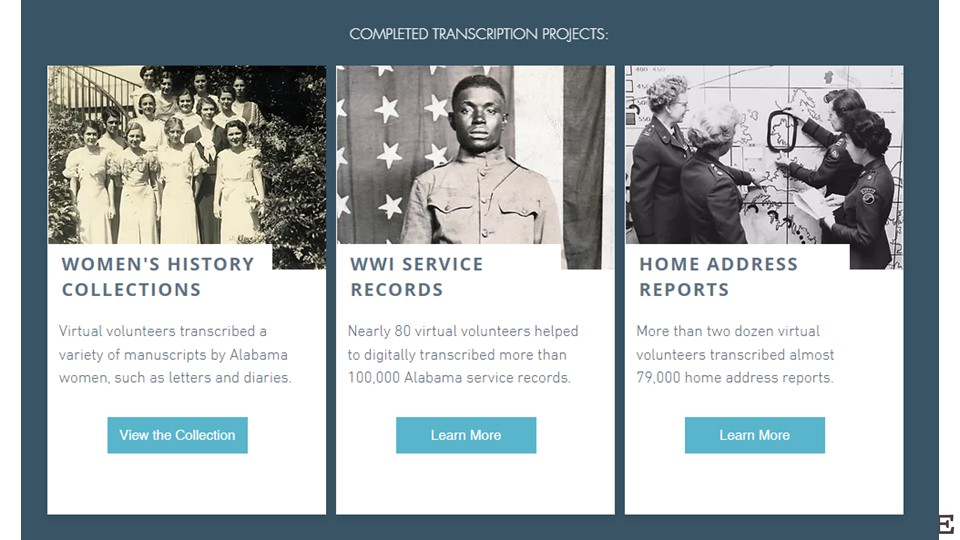 COMPLETED TRANSCRIPTION PROJECTS:
WOMEN'S HISTORY
COLLECTIONS
Virtual volunteers transcribed a
variety of manuscripts by Alabama
women, such as letters and diaries.
View the Collection
WWI SERVICE
RECORDS
Nearly 80 virtual volunteers helped
to digitally transcribed more than
100,000 Alabama service records.
Learn More
HOME ADDRESS
REPORTS
More than two dozen virtual
volunteers transcribed almost
79,000 home address reports.
Learn More
E